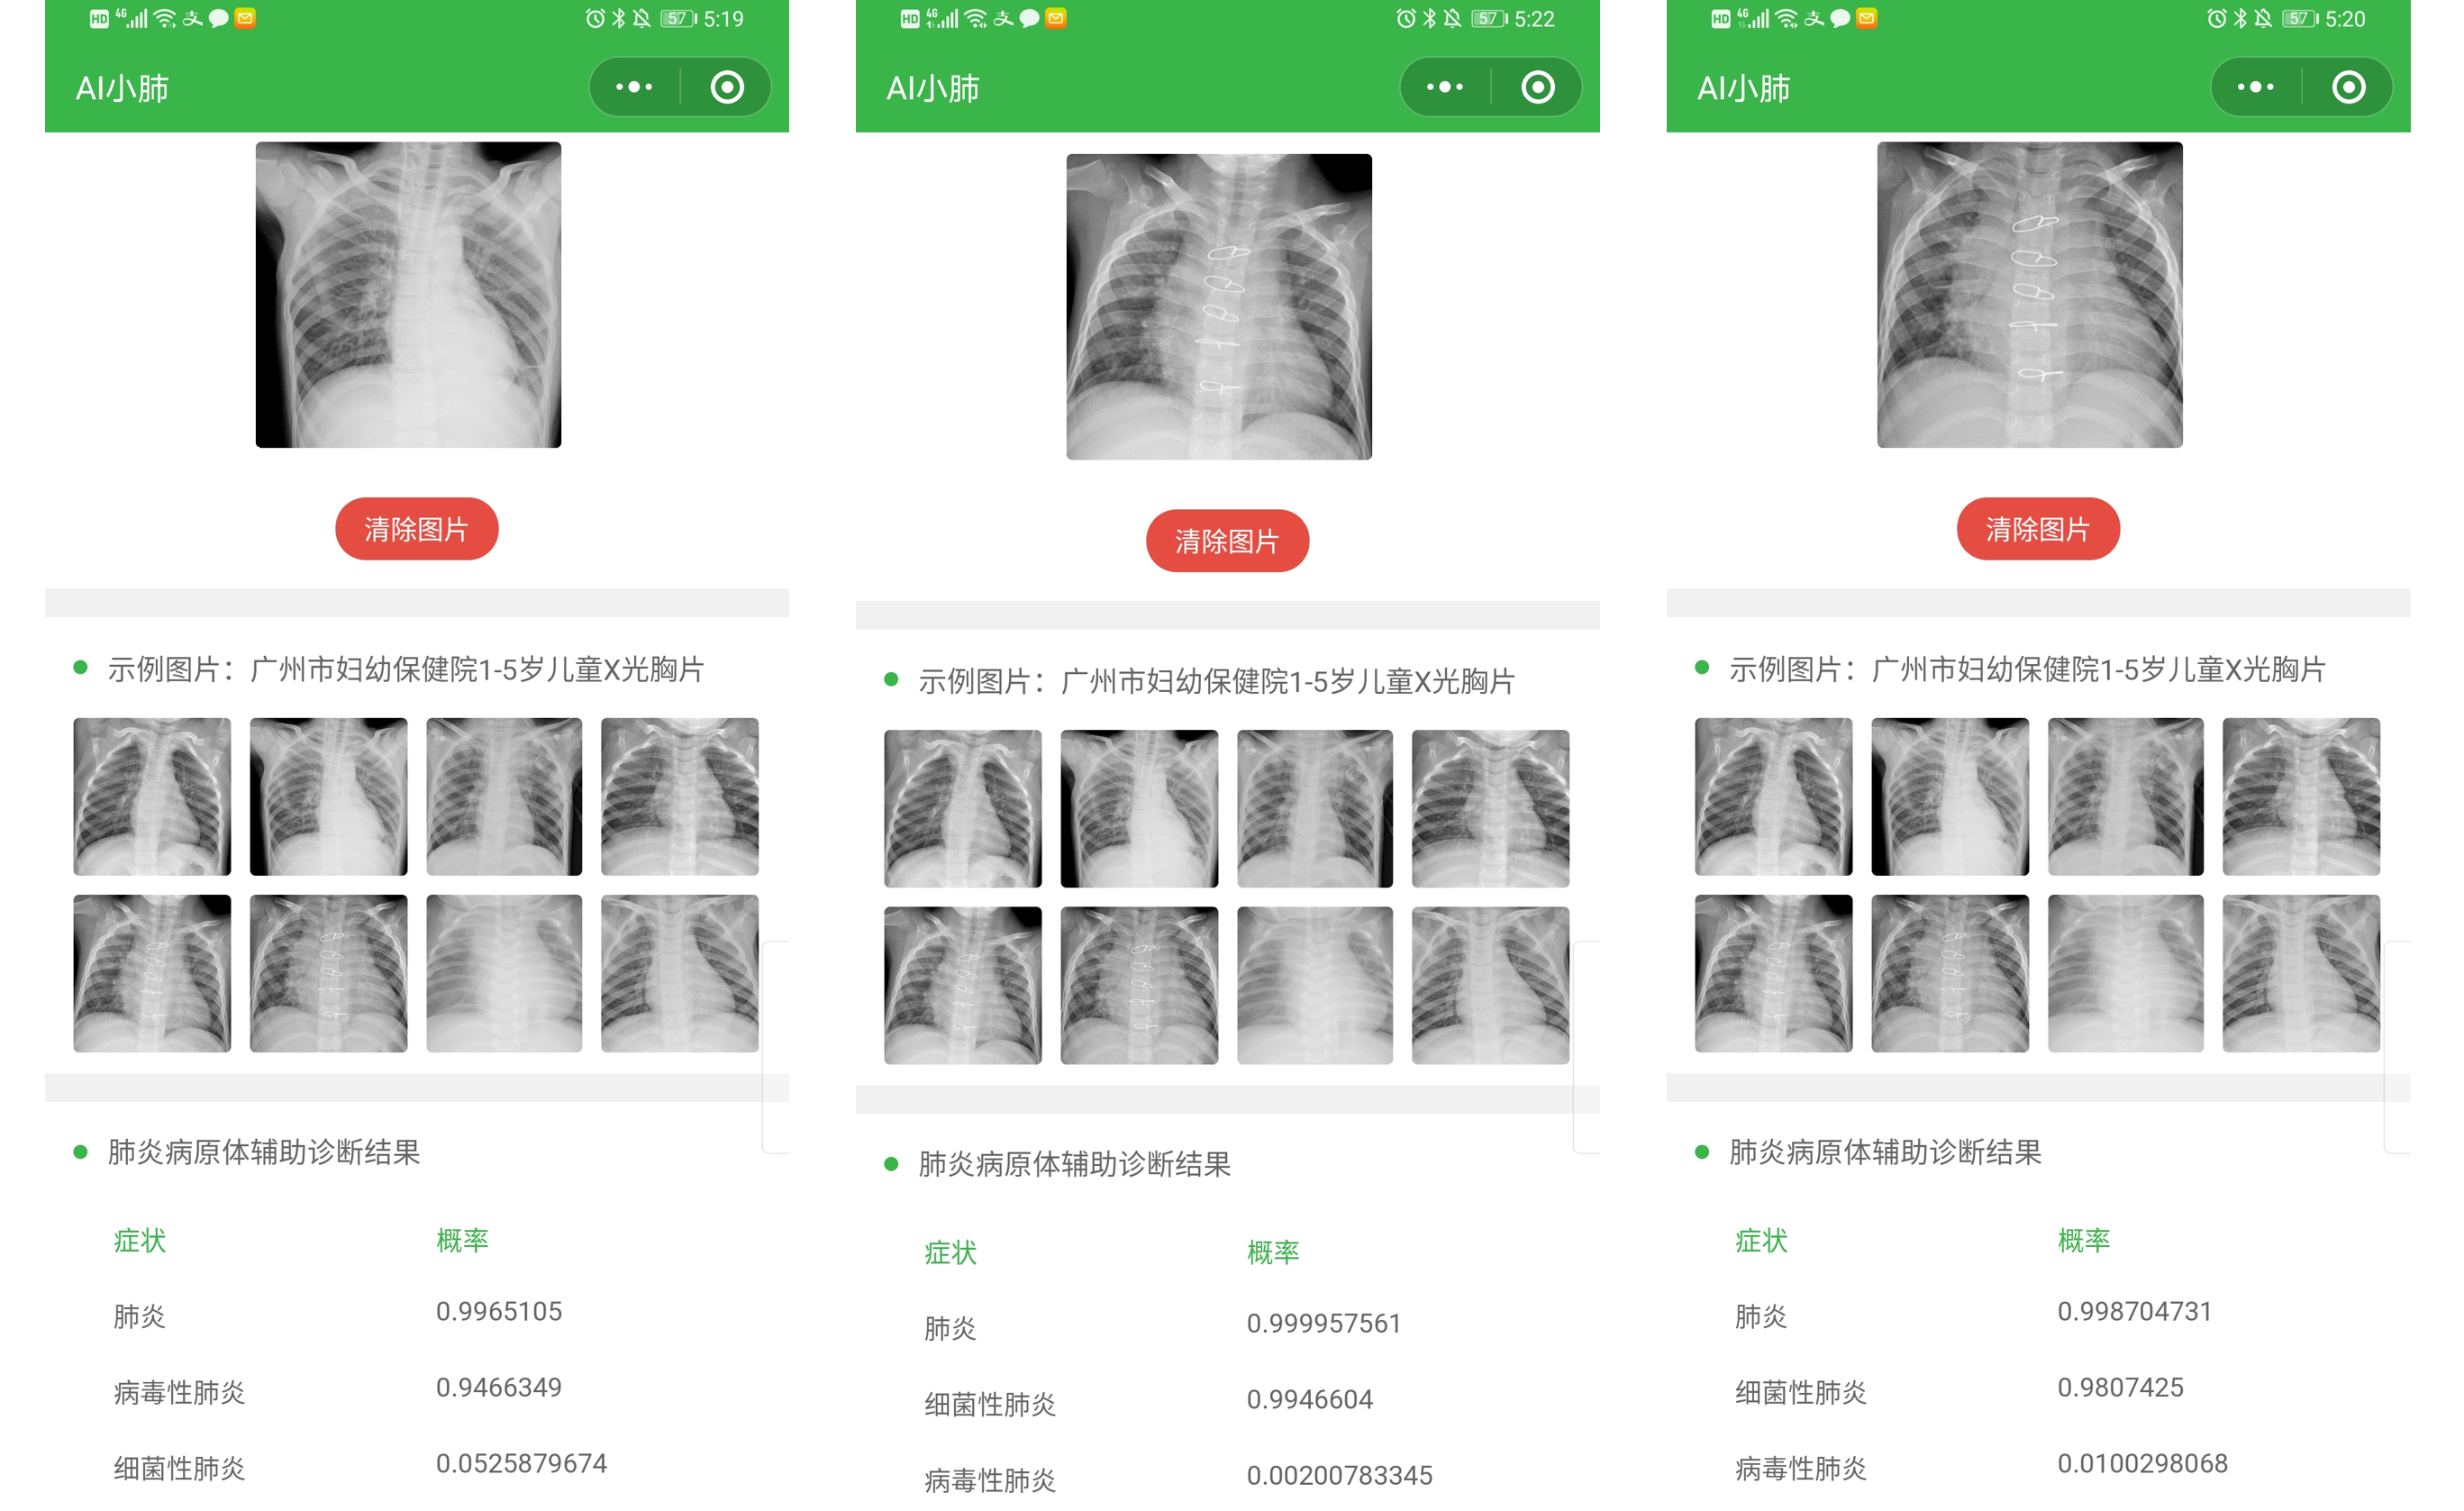 HD 4G 支 57 5:19
AI小肺
清除图片
示例图片：广州市妇幼保健院1-5岁儿童X光胸片
肺炎病原体辅助诊断结果
症状 概率
肺炎 0.9965105
病毒性肺炎 0.9466349
细菌性肺炎 0.0525879674
HD 4G 支 57 5:22
AI小肺
清除图片
示例图片：广州市妇幼保健院1-5岁儿童X光胸片
肺炎病原体辅助诊断结果
症状 概率
肺炎 0.999957561
细菌性肺炎 0.9946604
病毒性肺炎 0.00200783345
HD 4G 支 57 5:20
AI小肺
清除图片
示例图片：广州市妇幼保健院1-5岁儿童X光胸片
肺炎病原体辅助诊断结果
症状 概率
肺炎 0.998704731
细菌性肺炎 0.9807425
病毒性肺炎 0.0100298068